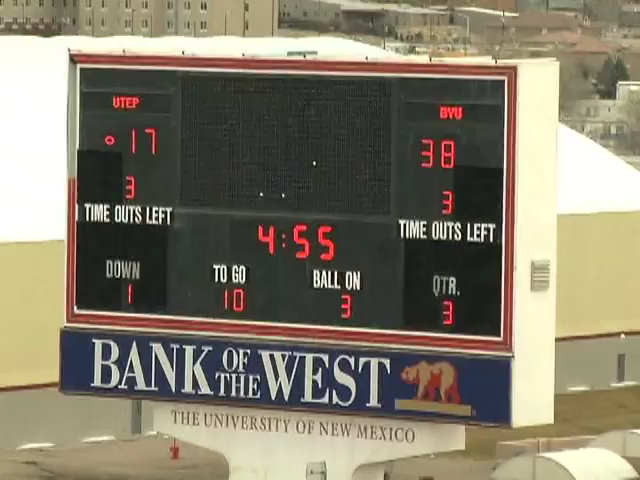 UTEP
BYU
17
38
3
3
TIME OUTS LEFT
TIME OUTS LEFT
4:55
DOWN
TO GO
BALL ON
QTR.
1
10
3
3
BANK OF THE WEST
THE UNIVERSITY OF NEW MEXICO